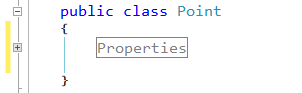 public class Point
{
Properties
}